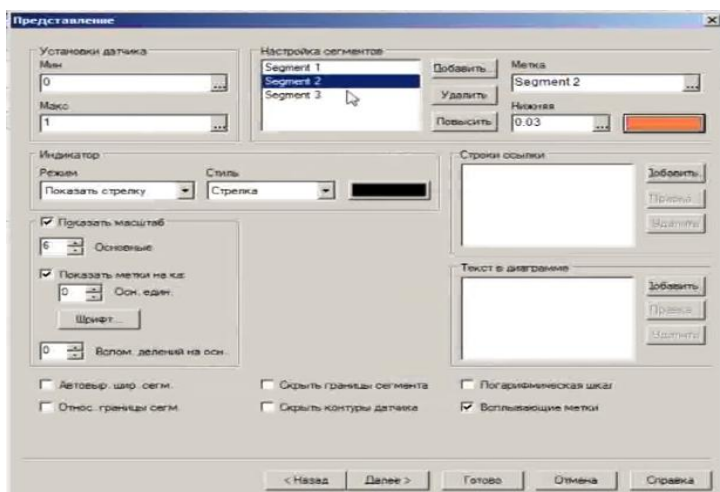 Представление
Установки датчика
Мин
0
...
Макс
1
...
Настройка сегментов
Segment 1
Segment 2
Segment 3
Добавить...
Удалить
Повысить
Метка
Segment 2
...
Нижняя
0.03
...
Индикатор
Режим
Показать стрелку
Стиль
Стрелка
Строки ссылки
Добавить.
Правка...
Удалить
Показать масштаб
6
Основные
Показать метки на ка:
0
Осн. един.
Шрифт...
0
Вспом. делений на осн.
Текст в диаграмме
Добавить
Правка
Удалить
Автовыр. шир. сегм.
Скрыть границы сегмента
Логарифмическая шкаг
Относ. границы сегм.
Скрыть контуры датчика
Всплывающие метки
< Назад
Далее >
Готово
Отмена
Справка